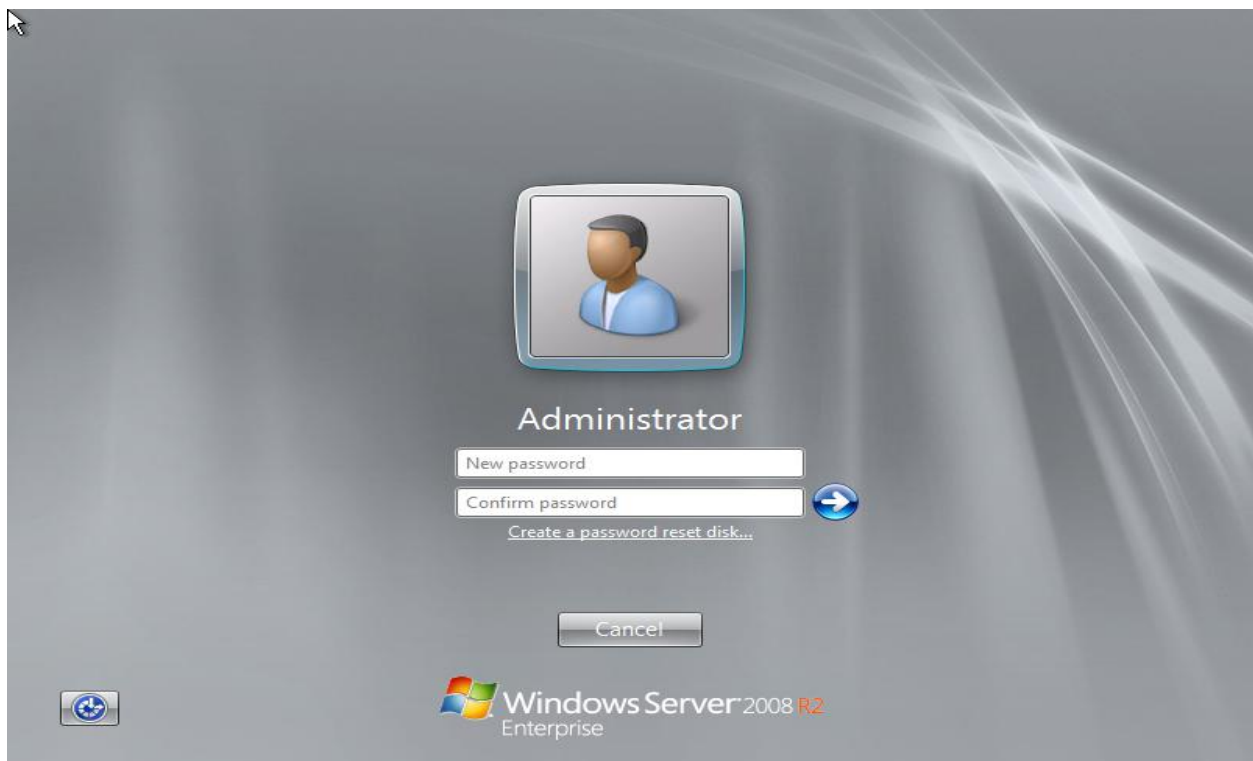 Administrator
New password
Confirm password
Create a password reset disk...
Cancel
Windows Server 2008 R2
Enterprise